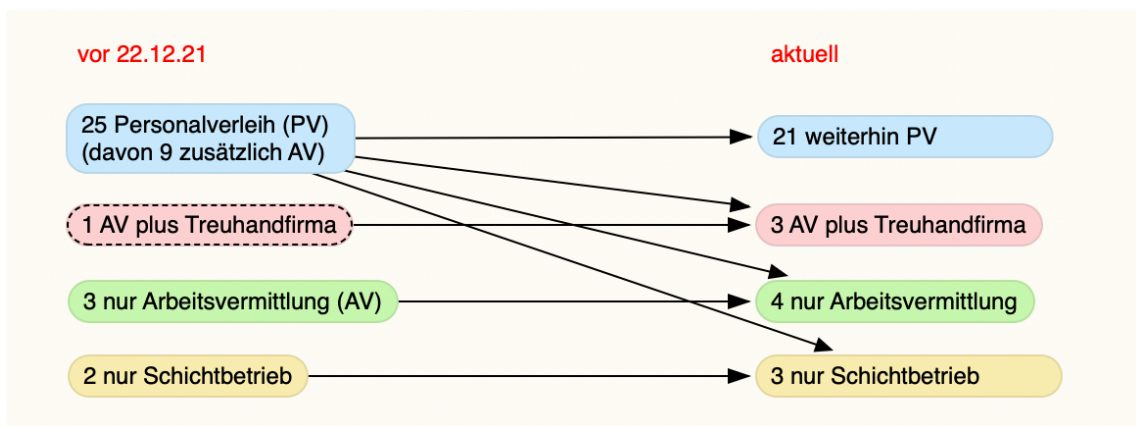 vor 22.12.21
aktuell
25 Personalverleih (PV)
(davon 9 zusätzlich AV)
21 weiterhin PV
1 AV plus Treuhandfirma
3 AV plus Treuhandfirma
3 nur Arbeitsvermittlung (AV)
4 nur Arbeitsvermittlung
2 nur Schichtbetrieb
3 nur Schichtbetrieb